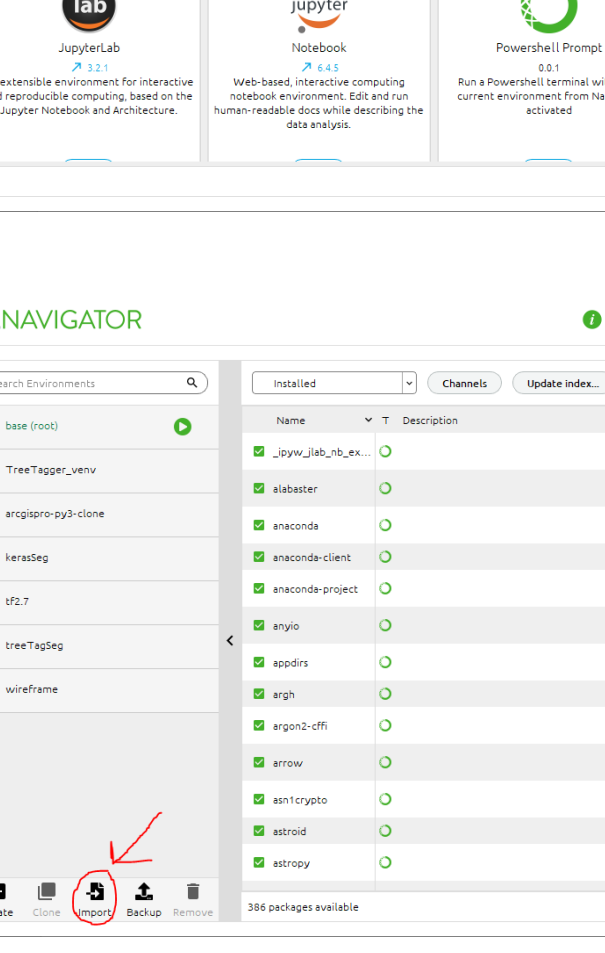 lab
jupyter
JupyterLab
Notebook
Powershell Prompt
3.2.1
6.4.5
0.0.1
extensible environment for interactive
Web-based, interactive computing
Run a Powershell terminal wi
reproducible computing, based on the
notebook environment. Edit and run
current environment from Na
Jupyter Notebook and Architecture.
human-readable docs while describing the
activated
data analysis.
NAVIGATOR
i
earch Environments
Installed
Channels
Update index...
base (root)
Name
T
Description
_ipyw_jlab_nb_ex...
TreeTagger_venv
alabaster
arcgispro-py3-clone
anaconda
kerasSeg
anaconda-client
anaconda-project
tf2.7
anyio
treeTagSeg
appdirs
wireframe
argh
argon2-cffi
arrow
asn1crypto
astroid
astropy
ate
Clone
Import
Backup
Remove
386 packages available